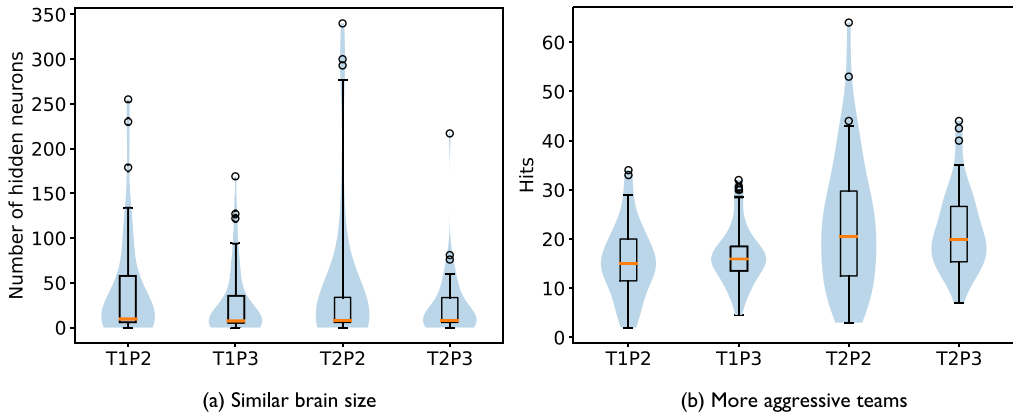 Number of hidden neurons
350
300
250
200
150
100
50
0
T1P2 T1P3 T2P2 T2P3
(a) Similar brain size
Hits
60
50
40
30
20
10
0
T1P2 T1P3 T2P2 T2P3
(b) More aggressive teams